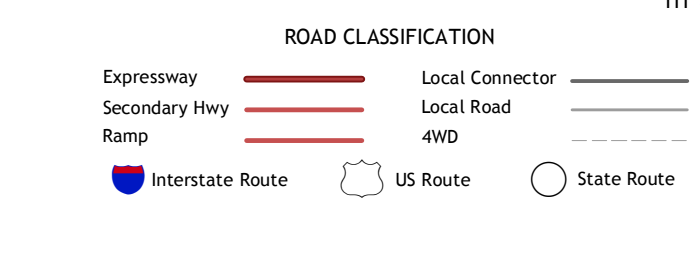 ROAD CLASSIFICATION
Expressway
Local Connector
Secondary Hwy
Local Road
Ramp
4WD
Interstate Route
US Route
State Route